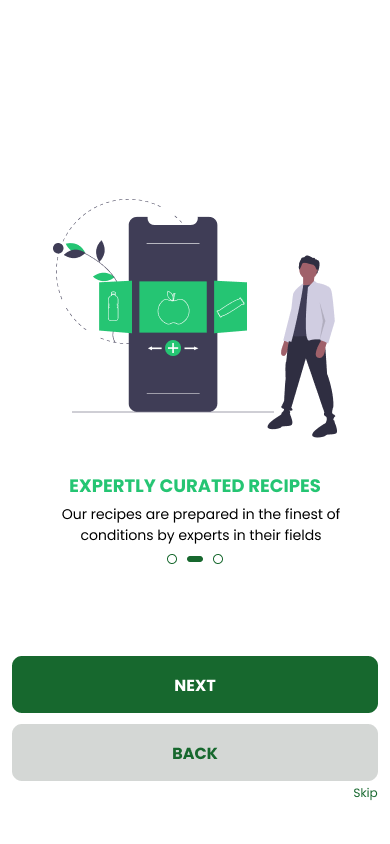 EXPERTLY CURATED RECIPES
Our recipes are prepared in the finest of
conditions by experts in their fields
NEXT
BACK
Skip